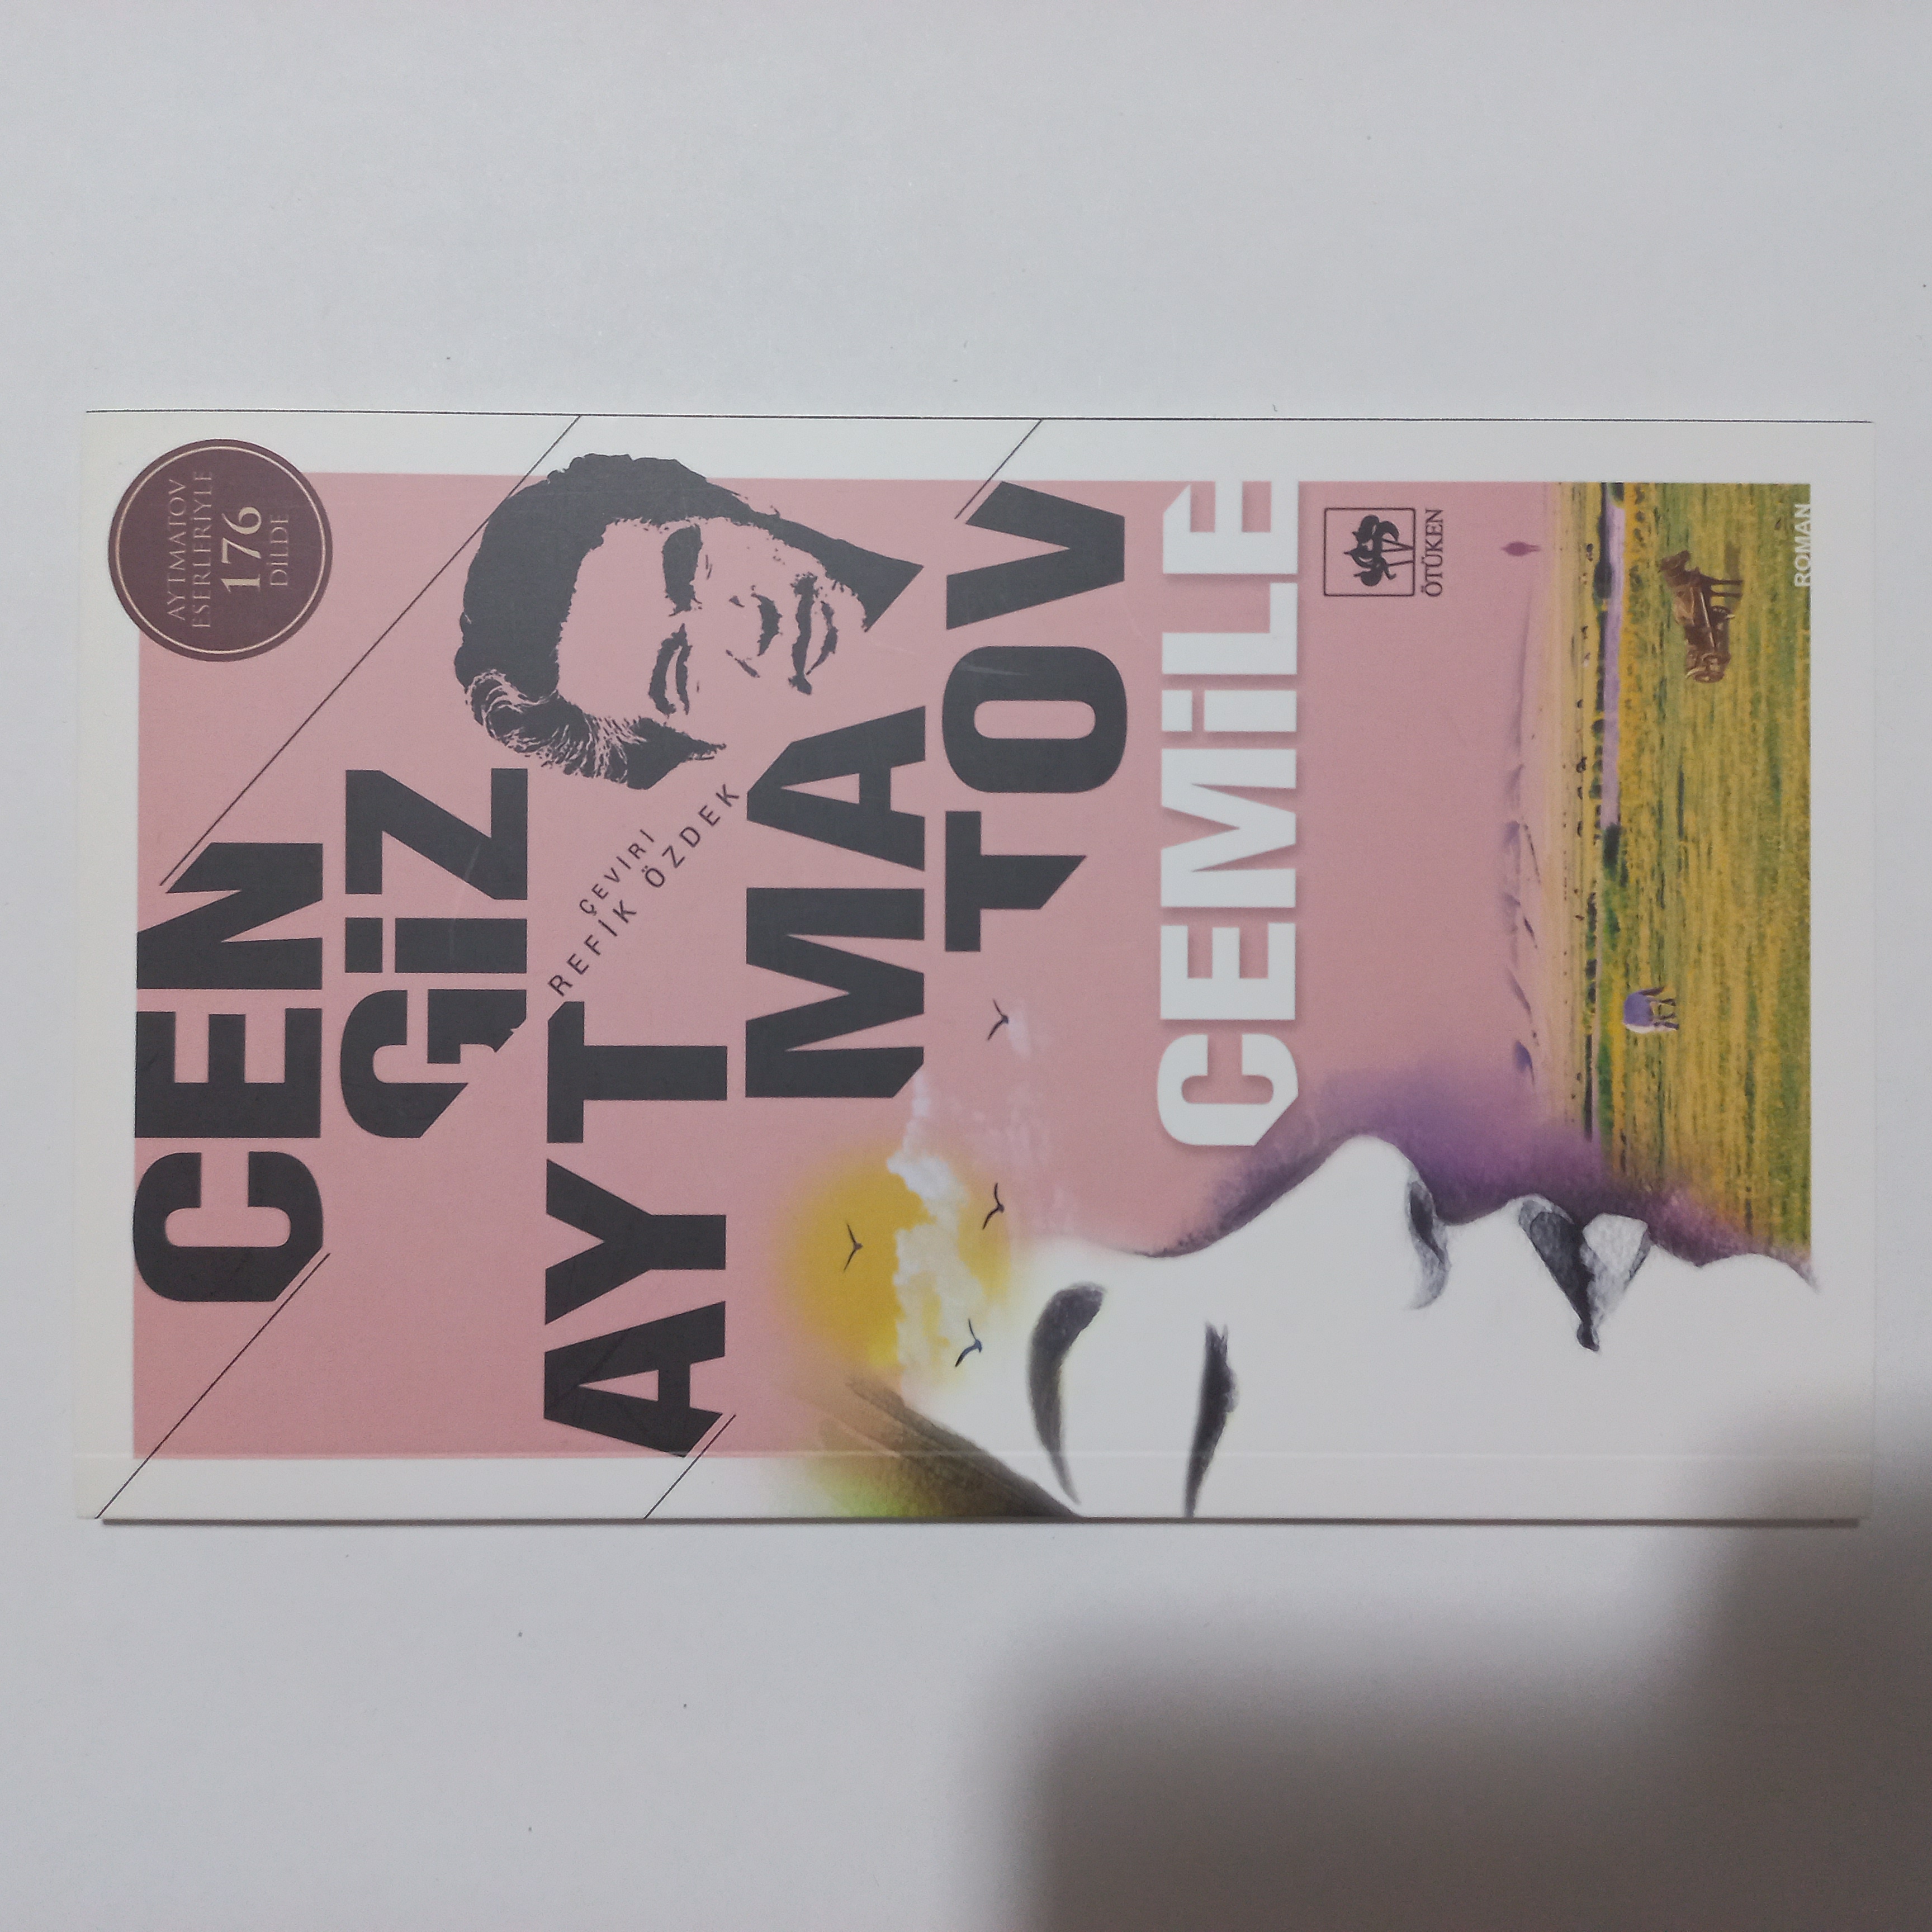 AYTMATOV
ESERLERİYLE
176
DİLDE
CEN
GİZ
ÇEVİRİ
REFİK ÖZDEK
AYT
MA
TOV
CEMİLE
ÖTÜKEN
ROMAN